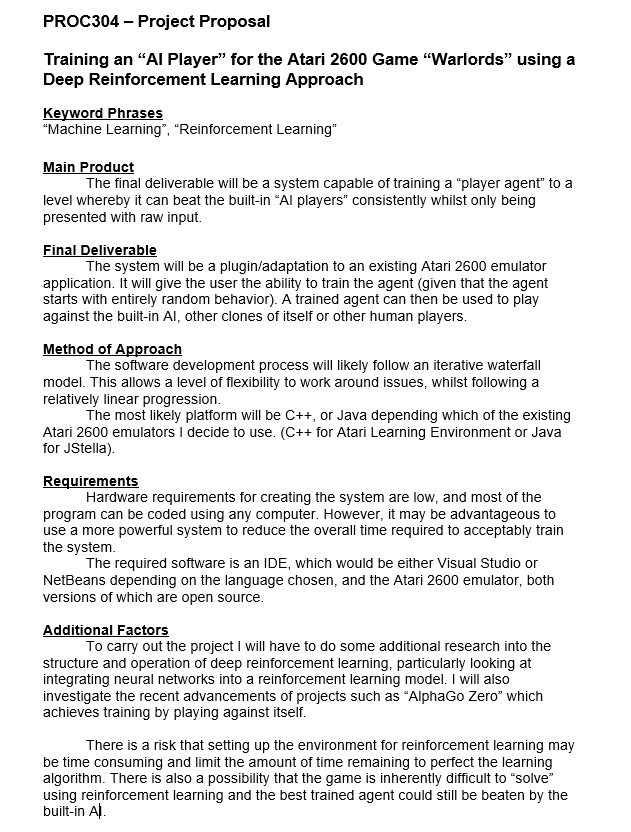 PROC304 – Project Proposal
Training an “AI Player” for the Atari 2600 Game “Warlords” using a
Deep Reinforcement Learning Approach
Keyword Phrases
“Machine Learning”, “Reinforcement Learning”
Main Product
The final deliverable will be a system capable of training a “player agent” to a
level whereby it can beat the built-in “AI players” consistently whilst only being
presented with raw input.
Final Deliverable
The system will be a plugin/adaptation to an existing Atari 2600 emulator
application. It will give the user the ability to train the agent (given that the agent
starts with entirely random behavior). A trained agent can then be used to play
against the built-in AI, other clones of itself or other human players.
Method of Approach
The software development process will likely follow an iterative waterfall
model. This allows a level of flexibility to work around issues, whilst following a
relatively linear progression.
The most likely platform will be C++, or Java depending which of the existing
Atari 2600 emulators I decide to use. (C++ for Atari Learning Environment or Java
for JStella).
Requirements
Hardware requirements for creating the system are low, and most of the
program can be coded using any computer. However, it may be advantageous to
use a more powerful system to reduce the overall time required to acceptably train
the system.
The required software is an IDE, which would be either Visual Studio or
NetBeans depending on the language chosen, and the Atari 2600 emulator, both
versions of which are open source.
Additional Factors
To carry out the project I will have to do some additional research into the
structure and operation of deep reinforcement learning, particularly looking at
integrating neural networks into a reinforcement learning model. I will also
investigate the recent advancements of projects such as “AlphaGo Zero” which
achieves training by playing against itself.
There is a risk that setting up the environment for reinforcement learning may
be time consuming and limit the amount of time remaining to perfect the learning
algorithm. There is also a possibility that the game is inherently difficult to “solve”
using reinforcement learning and the best trained agent could still be beaten by the
built-in AI.